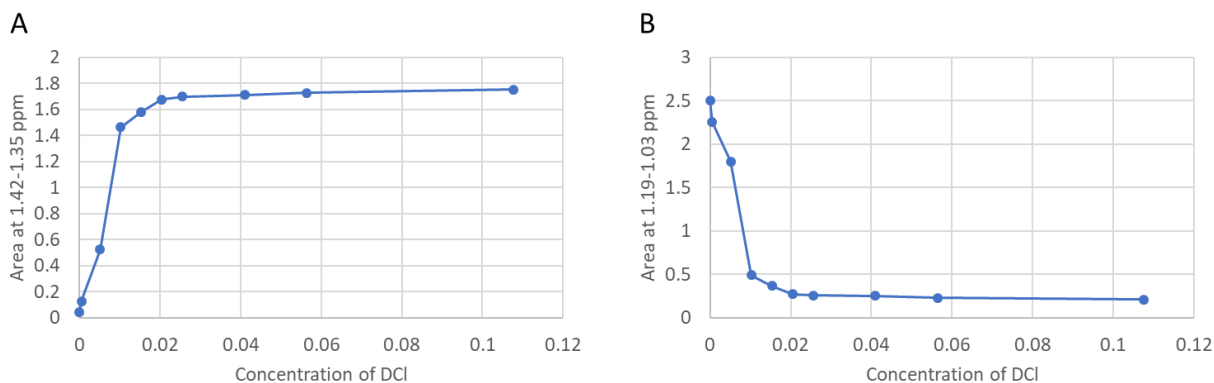 A
Area at 1.42-1.35 ppm
2
1.8
1.6
1.4
1.2
1
0.8
0.6
0.4
0.2
0
0 0.02 0.04 0.06 0.08 0.1 0.12
Concentration of DCl
B
Area at 1.19-1.03 ppm
3
2.5
2
1.5
1
0.5
0
0 0.02 0.04 0.06 0.08 0.1 0.12
Concentration of DCl